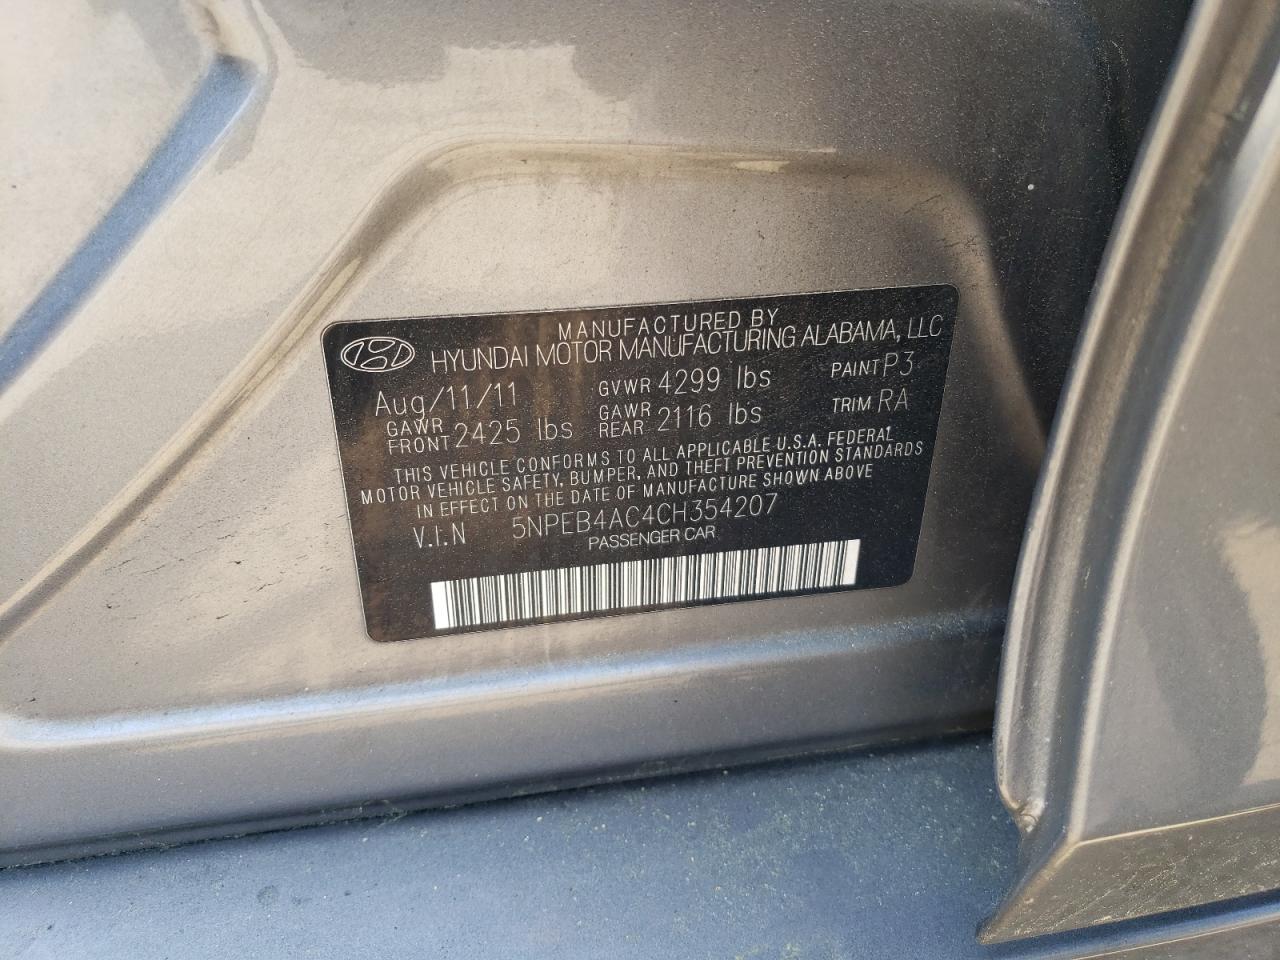 MANUFACTURED BY
HYUNDAI MOTOR MANUFACTURING ALABAMA, LLC
Aug/11/11 GVWR 4299 lbs PAINT P3
GAWR FRONT 2425 lbs GAWR REAR 2116 lbs TRIM RA
THIS VEHICLE CONFORMS TO ALL APPLICABLE U.S.A. FEDERAL
MOTOR VEHICLE SAFETY, BUMPER, AND THEFT PREVENTION STANDARDS
IN EFFECT ON THE DATE OF MANUFACTURE SHOWN ABOVE
V.I.N 5NPEB4AC4CH354207
PASSENGER CAR